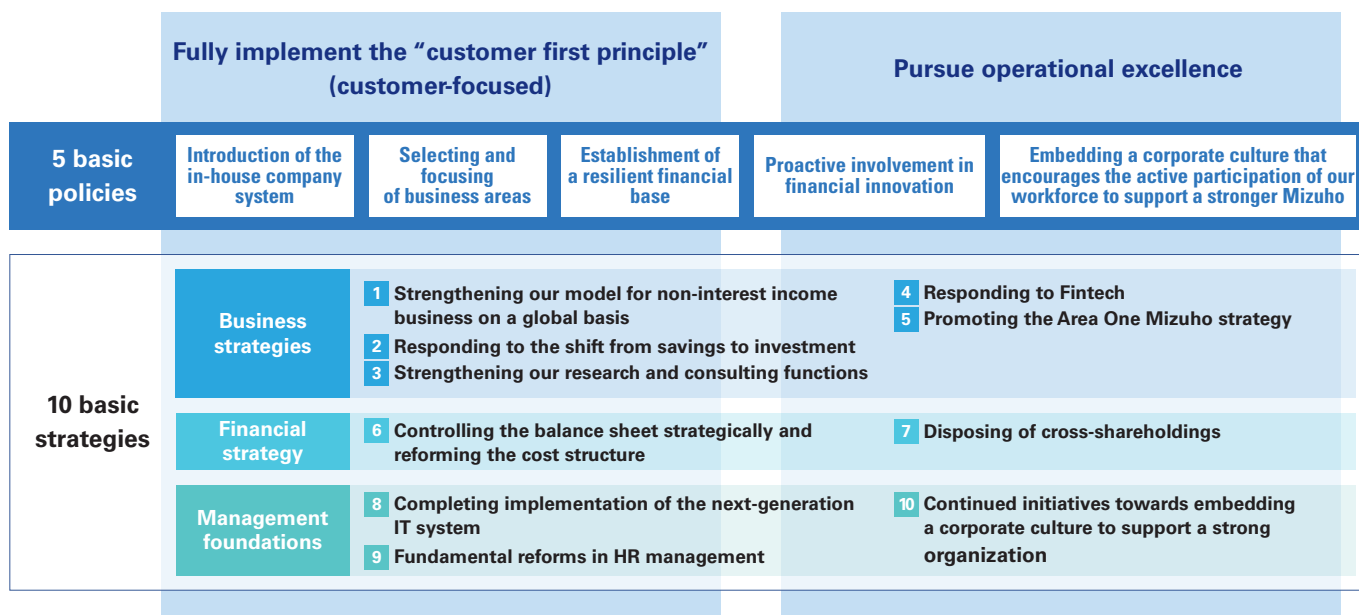 Fully implement the “customer first principle”
(customer-focused)
Pursue operational excellence
5 basic
policies
Introduction of the
in-house company
system
Selecting and
focusing
of business areas
Establishment of
a resilient financial
base
Proactive involvement in
financial innovation
Embedding a corporate culture that
encourages the active participation of our
workforce to support a stronger Mizuho
10 basic
strategies
Business
strategies
1 Strengthening our model for non-interest income
business on a global basis
2 Responding to the shift from savings to investment
3 Strengthening our research and consulting functions
4 Responding to Fintech
5 Promoting the Area One Mizuho strategy
Financial
strategy
6 Controlling the balance sheet strategically and
reforming the cost structure
7 Disposing of cross-shareholdings
Management
foundations
8 Completing implementation of the next-generation
IT system
9 Fundamental reforms in HR management
10 Continued initiatives towards embedding
a corporate culture to support a strong
organization